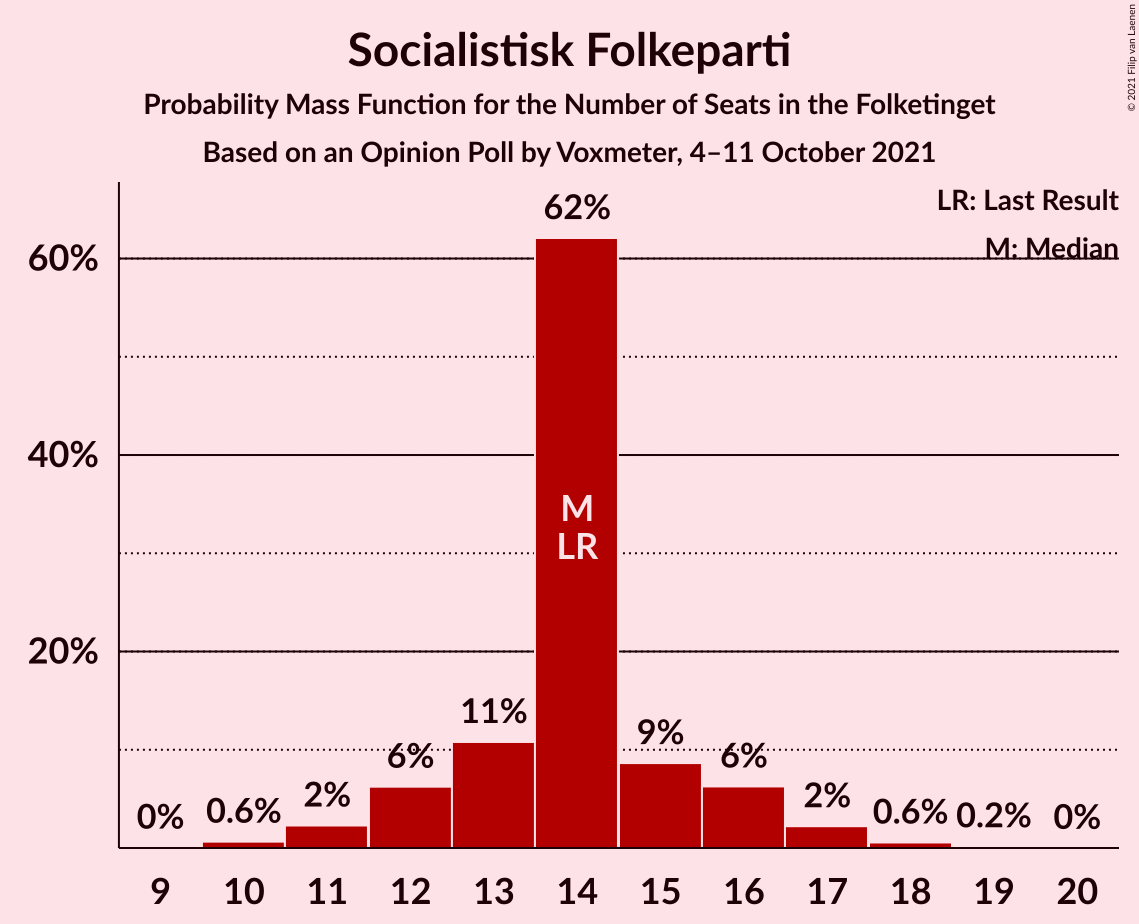 Socialistisk Folkeparti
Probability Mass Function for the Number of Seats in the Folketinget
Based on an Opinion Poll by Voxmeter, 4–11 October 2021
© 2021 Filip van Laenen
LR: Last Result
M: Median
60%
40%
20%
0%
0.6%
2%
6%
11%
62%
9%
6%
2%
0.6%
0.2%
0%
M
LR
9 10 11 12 13 14 15 16 17 18 19 20